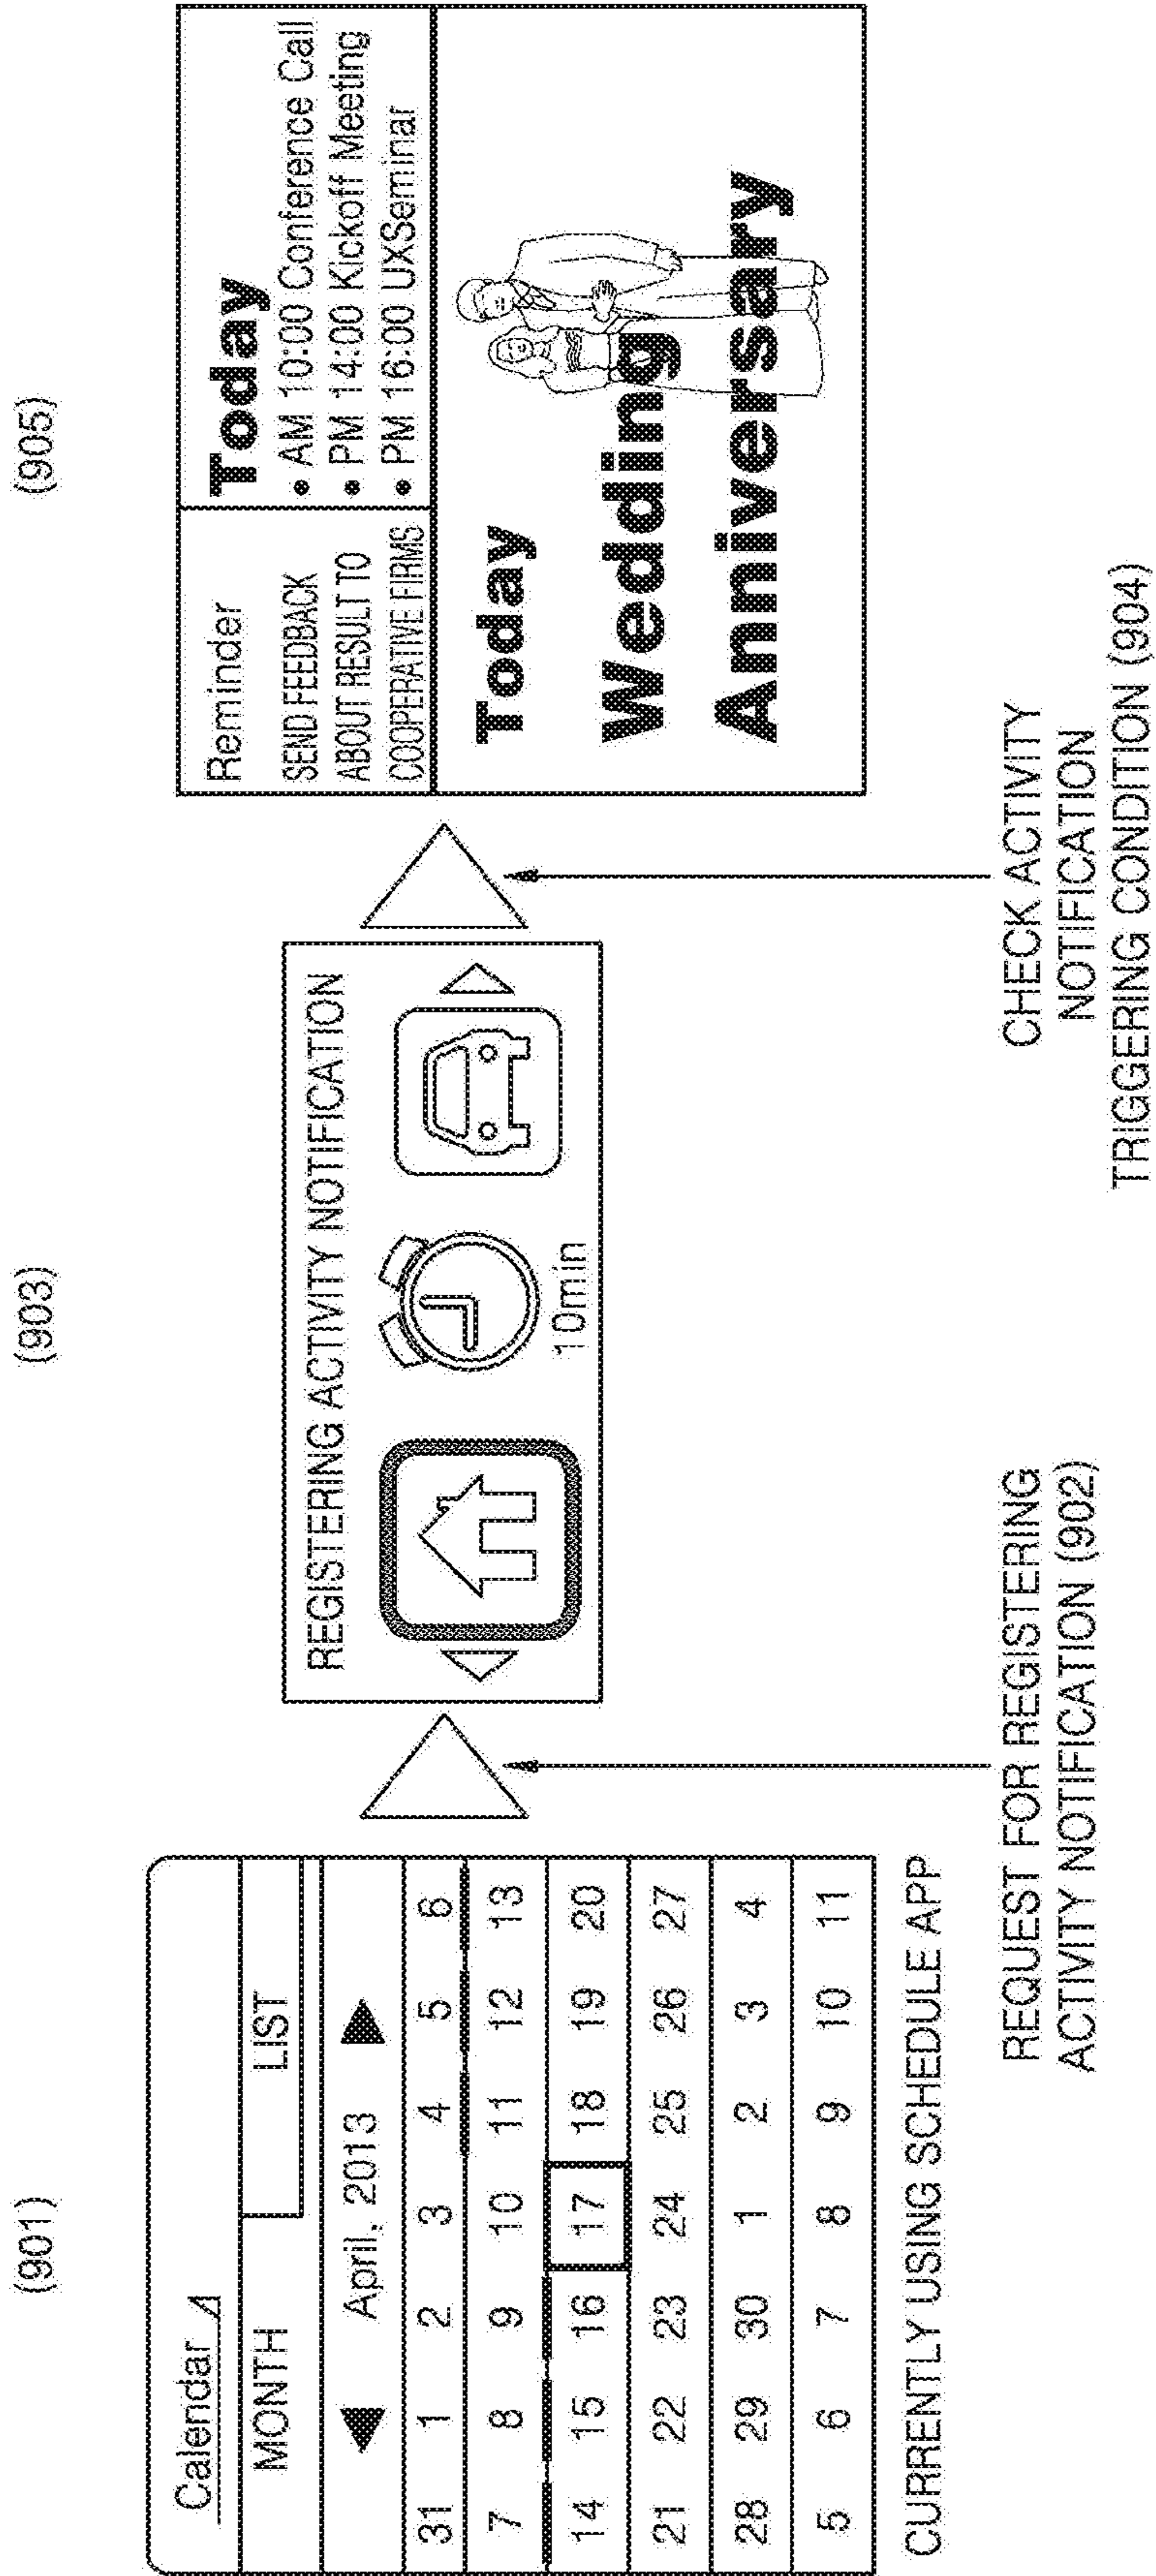 (901)
(903)
(905)
Calendar
MONTH LIST
April, 2013
31 1 2 3 4 5 6
7 8 9 10 11 12 13
14 15 16 17 18 19 20
21 22 23 24 25 26 27
28 29 30 1 2 3 4
5 6 7 8 9 10 11
CURRENTLY USING SCHEDULE APP
REQUEST FOR REGISTERING
ACTIVITY NOTIFICATION (902)
REGISTERING ACTIVITY NOTIFICATION
10min
CHECK ACTIVITY
NOTIFICATION
TRIGGERING CONDITION (904)
Reminder
SEND FEEDBACK
ABOUT RESULT TO
COOPERATIVE FIRMS
Today
• AM 10:00 Conference Call
• PM 14:00 Kickoff Meeting
• PM 16:00 UXSeminar
Today
Wedding
Anniversary